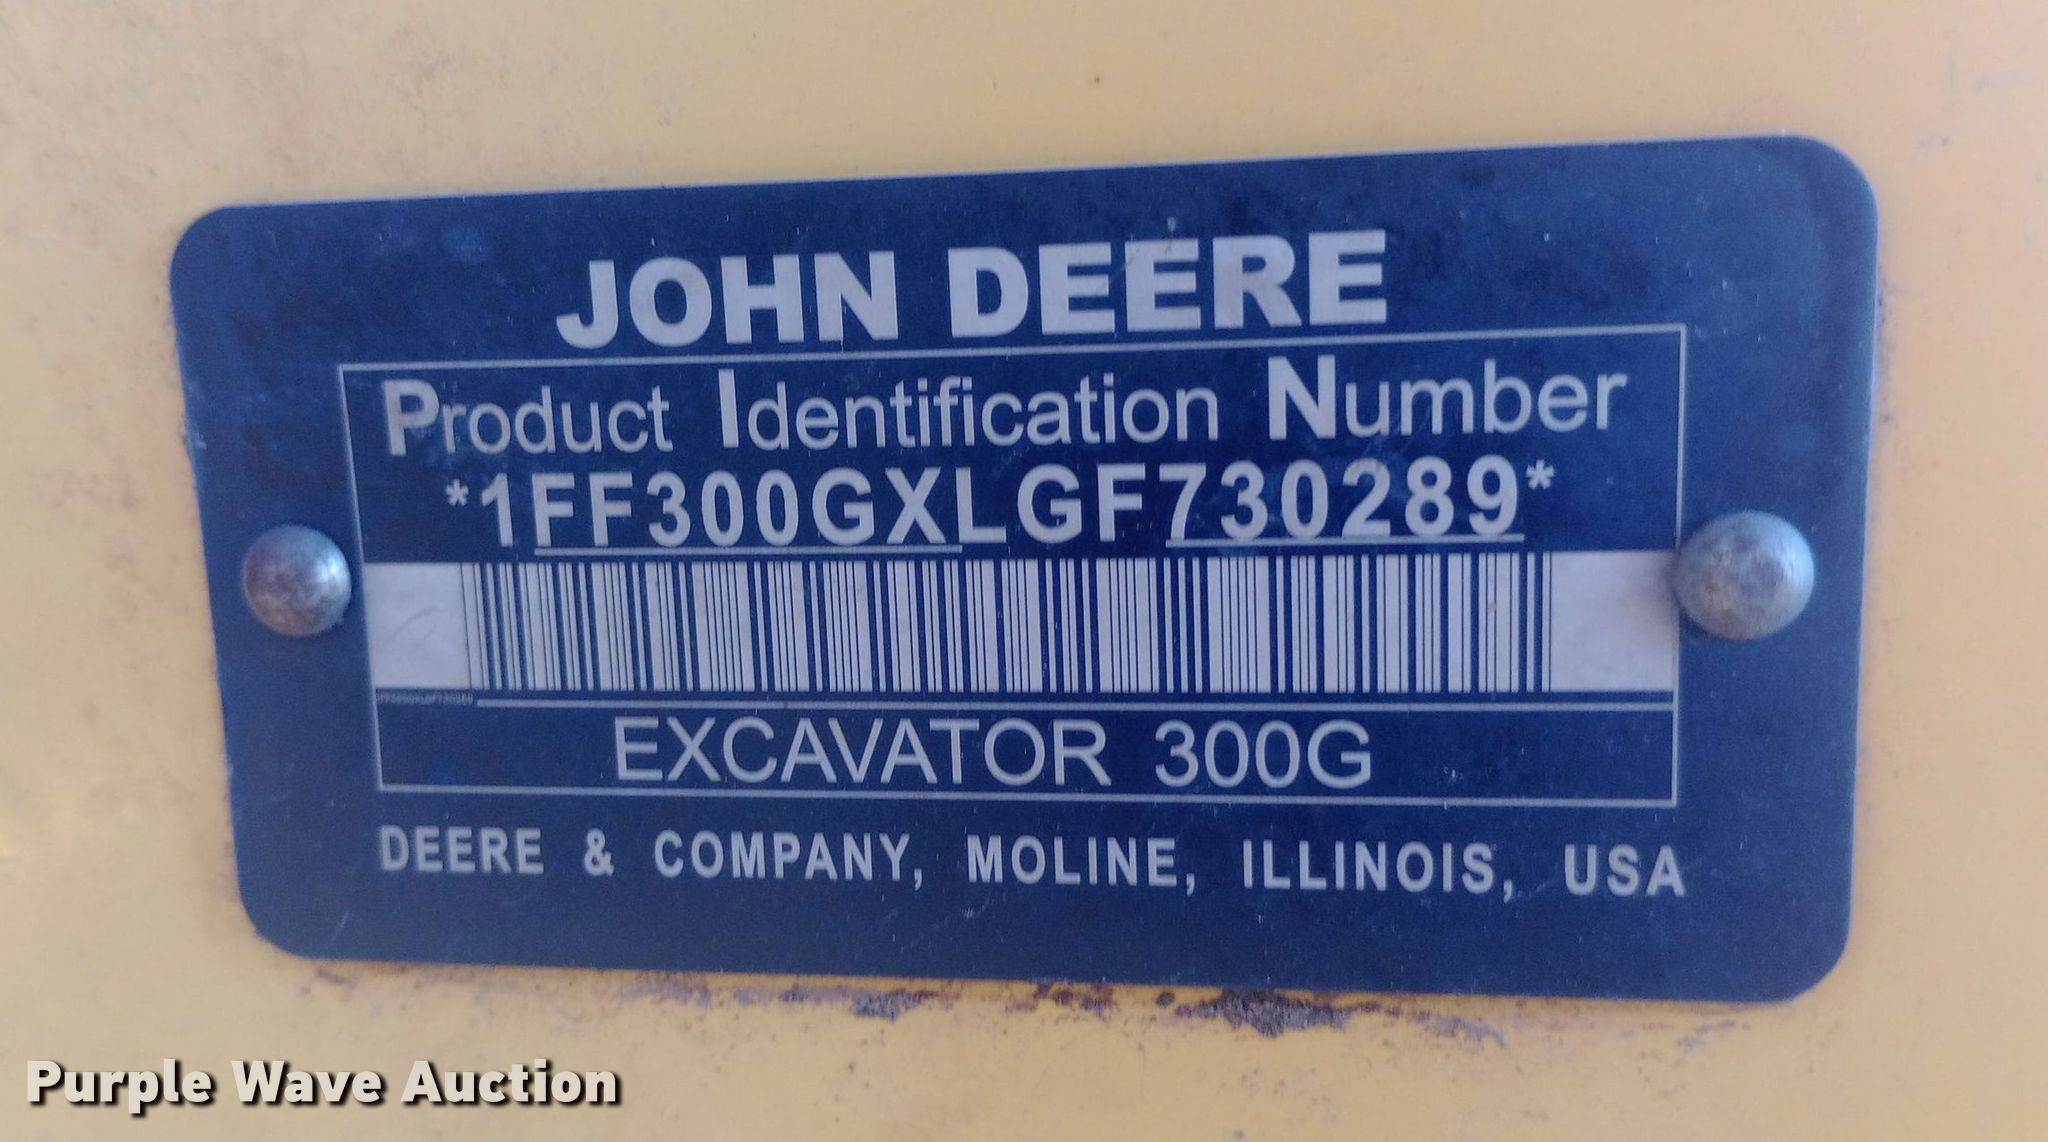 JOHN DEERE
Product Identification Number
*1FF300GXLGF730289*
EXCAVATOR 300G
DEERE & COMPANY, MOLINE, ILLINOIS, USA
Purple Wave Auction